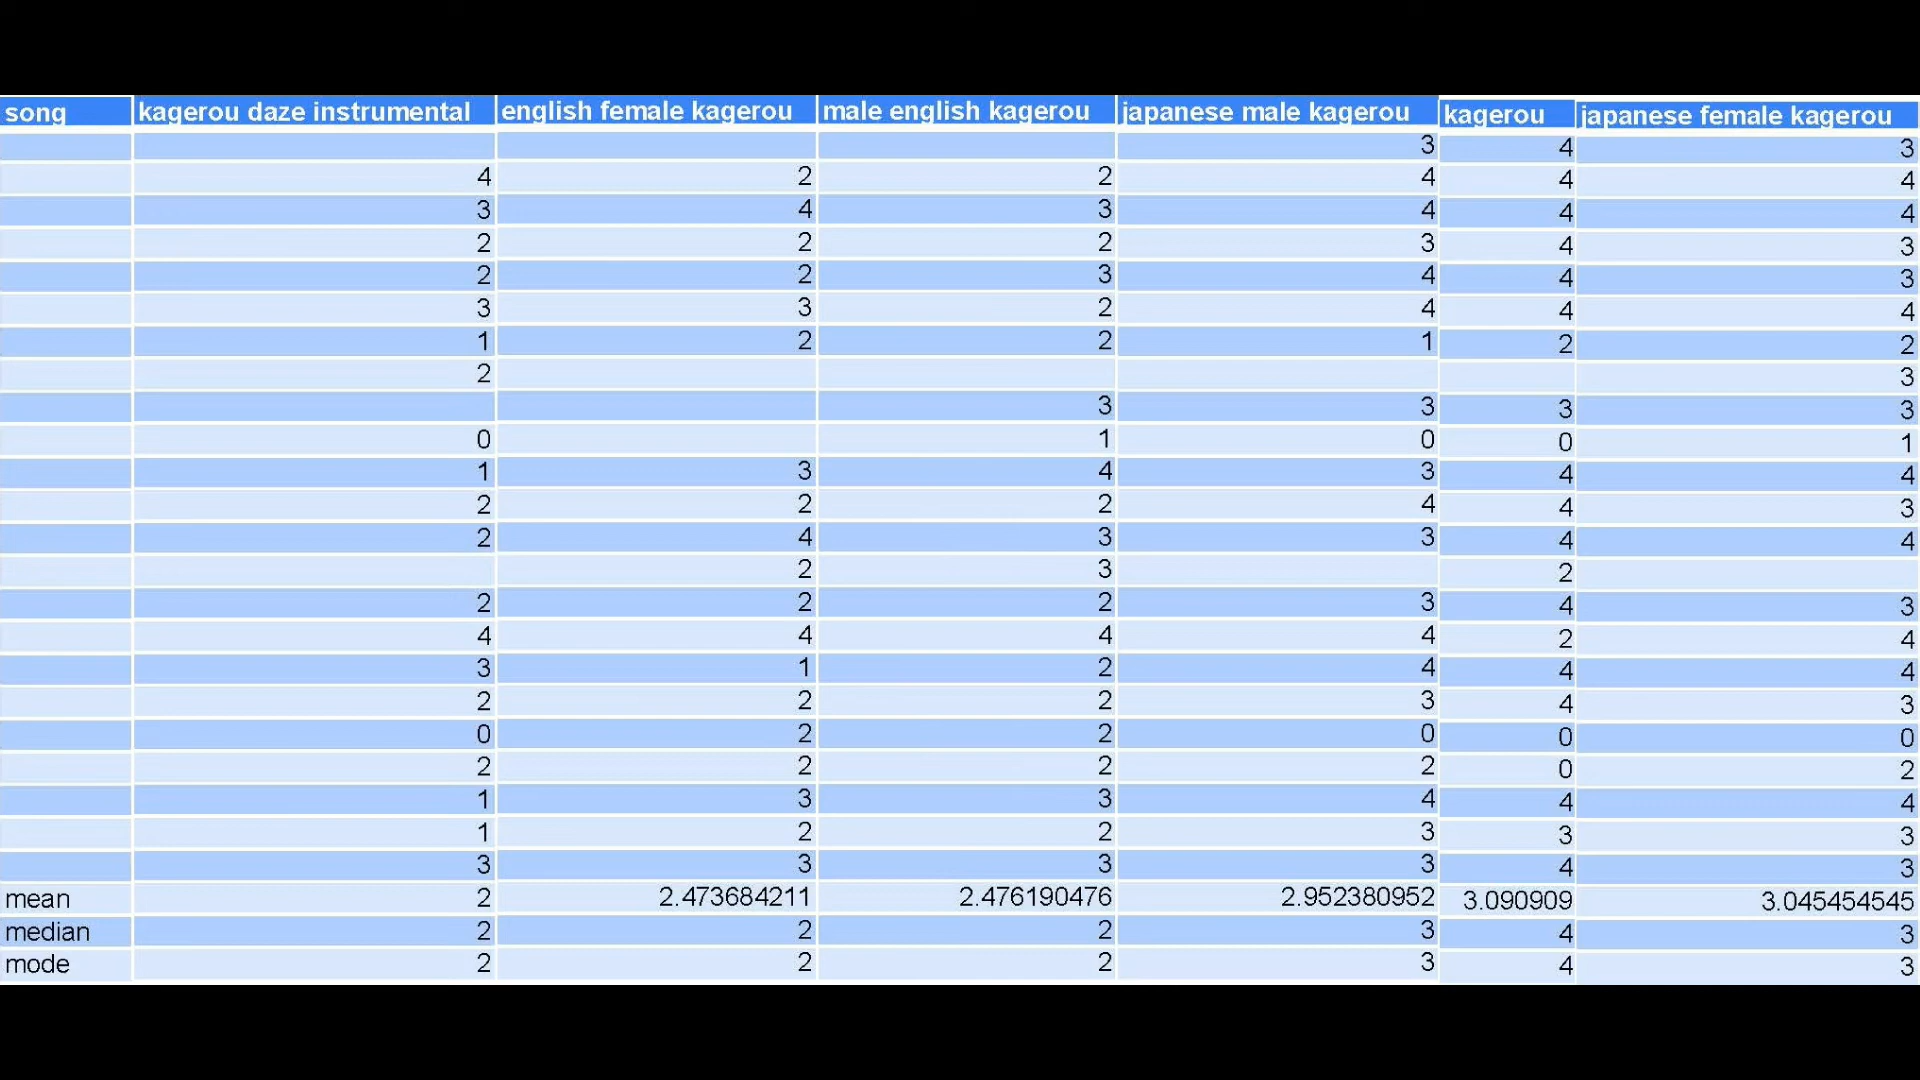 song kagerou daze instrumental english female kagerou male english kagerou japanese male kagerou kagerou japanese female kagerou
3 4 3
4 2 2 4 4 4
3 4 3 4 4 4
2 2 2 3 4 3
2 2 3 4 4 3
3 3 2 4 4 4
1 2 2 1 2 2
2 3
3 3 3 3
0 1 0 0 1
1 3 4 3 4 4
2 2 2 4 4 3
2 4 3 3 4 4
2 3 2
2 2 2 3 4 3
4 4 4 4 2 4
3 1 2 4 4 4
2 2 2 3 4 3
0 2 2 0 0 0
2 2 2 2 0 2
1 3 3 4 4 4
1 2 2 3 3 3
3 3 3 3 4 3
mean 2 2.473684211 2.476190476 2.952380952 3.090909 3.045454545
median 2 2 2 3 4 3
mode 2 2 2 3 4 3